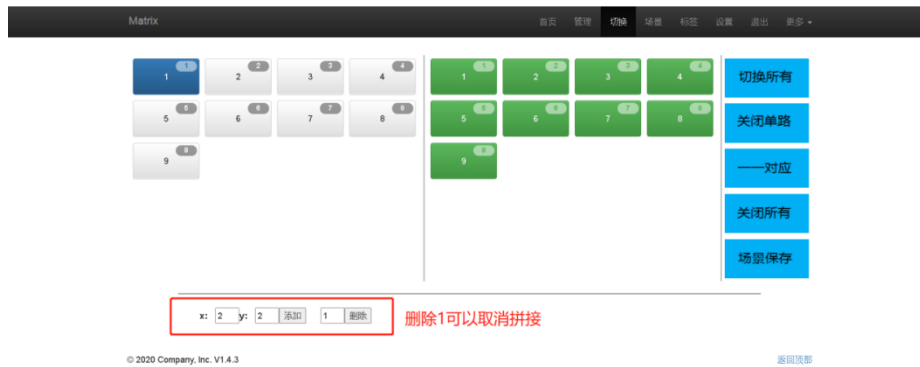 Matrix 首页 管理 切换 场景 标签 设置 退出 更多
1 1 2 2 3 3 4 4 1 1 2 2 3 3 4 4 切换所有
5 5 6 6 7 7 8 8 5 5 6 6 7 7 8 8 关闭单路
9 9 9 9 一一对应
关闭所有
场景保存
x: 2 y: 2 添加 1 删除 删除1可以取消拼接
© 2020 Company, Inc. V1.4.3 返回顶部